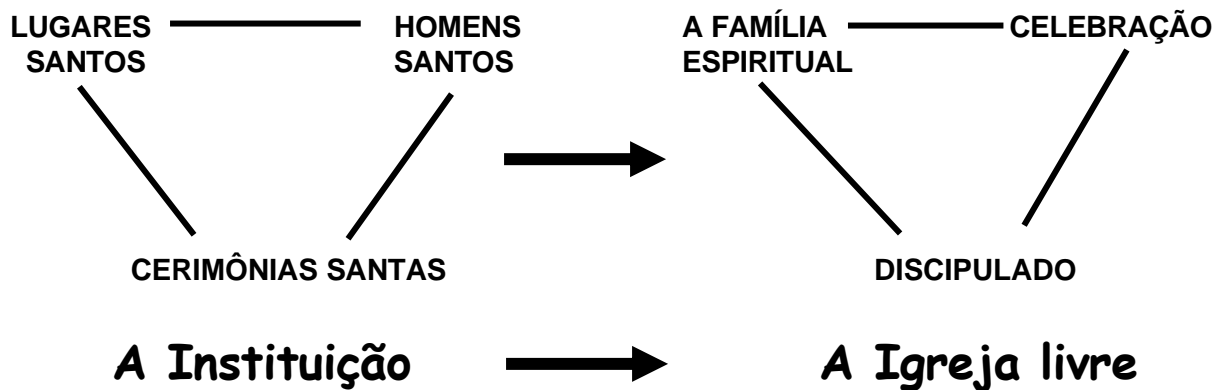 LUGARES SANTOS
HOMENS SANTOS
CERIMÔNIAS SANTAS
A FAMÍLIA ESPIRITUAL
CELEBRAÇÃO
DISCIPULADO
A Instituição
A Igreja livre